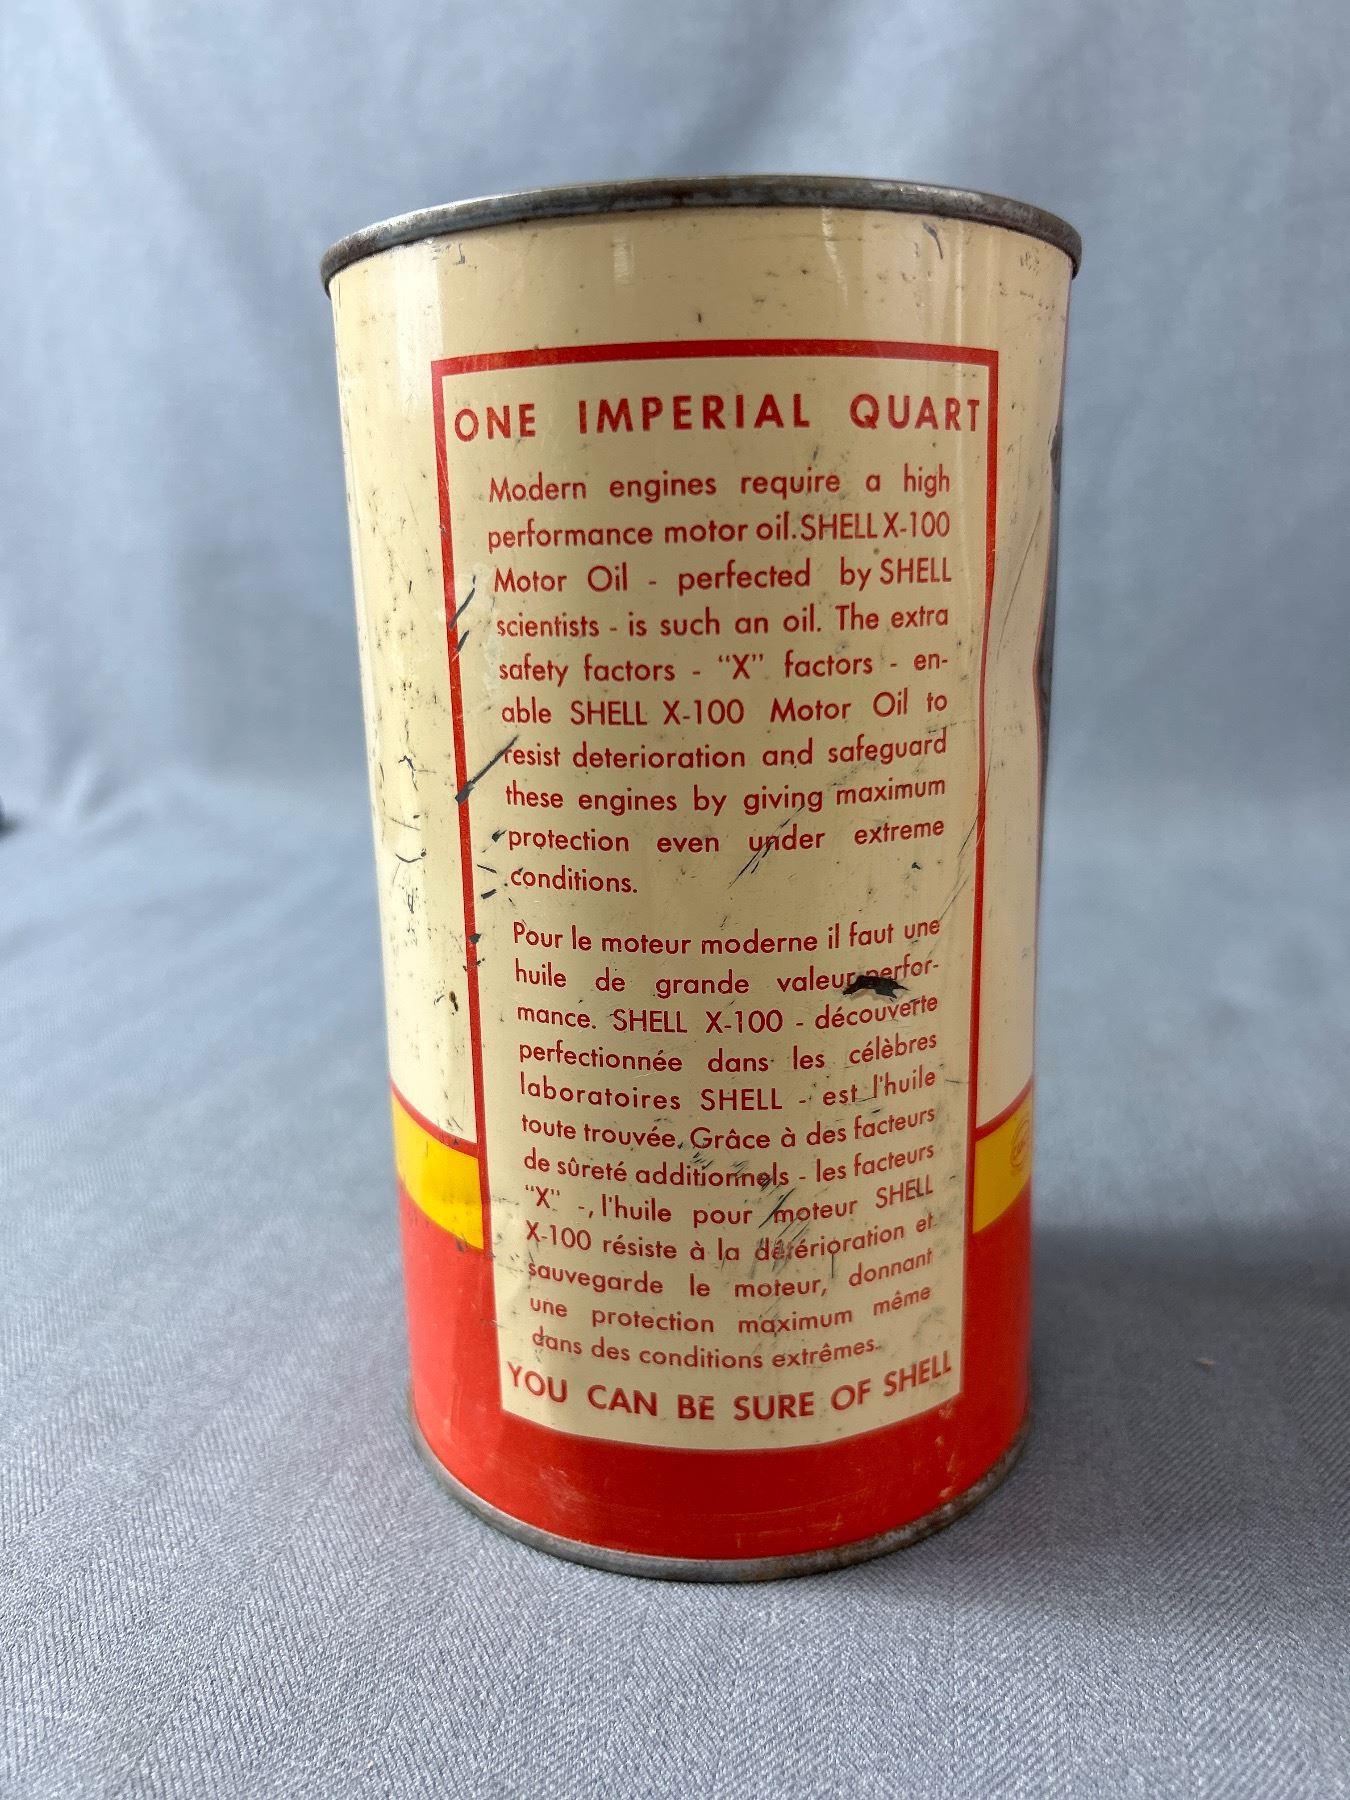 ONE IMPERIAL QUART
Modern engines require a high
performance motor oil. SHELL X-100
Motor Oil - perfected by SHELL
scientists - is such an oil. The extra
safety factors - “X” factors - en-
able SHELL X-100 Motor Oil to
resist deterioration and safeguard
these engines by giving maximum
protection even under extreme
conditions.
Pour le moteur moderne il faut une
huile de grande valeur perfor-
mance. SHELL X-100 - découverte
perfectionnée dans les célèbres
laboratoires SHELL - est l'huile
toute trouvée. Grâce à des facteurs
de sûreté additionnels - les facteurs
“X” -, l'huile pour moteur SHELL
X-100 résiste à la détérioration et
sauvegarde le moteur, donnant
une protection maximum même
dans des conditions extrêmes.
YOU CAN BE SURE OF SHELL